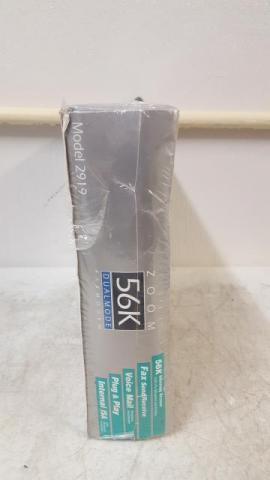 Model 2919
ZOOM
56K
DUALMODE
56K
Fax Send/Receive
Voice Mail
Plug & Play
Internal ISA